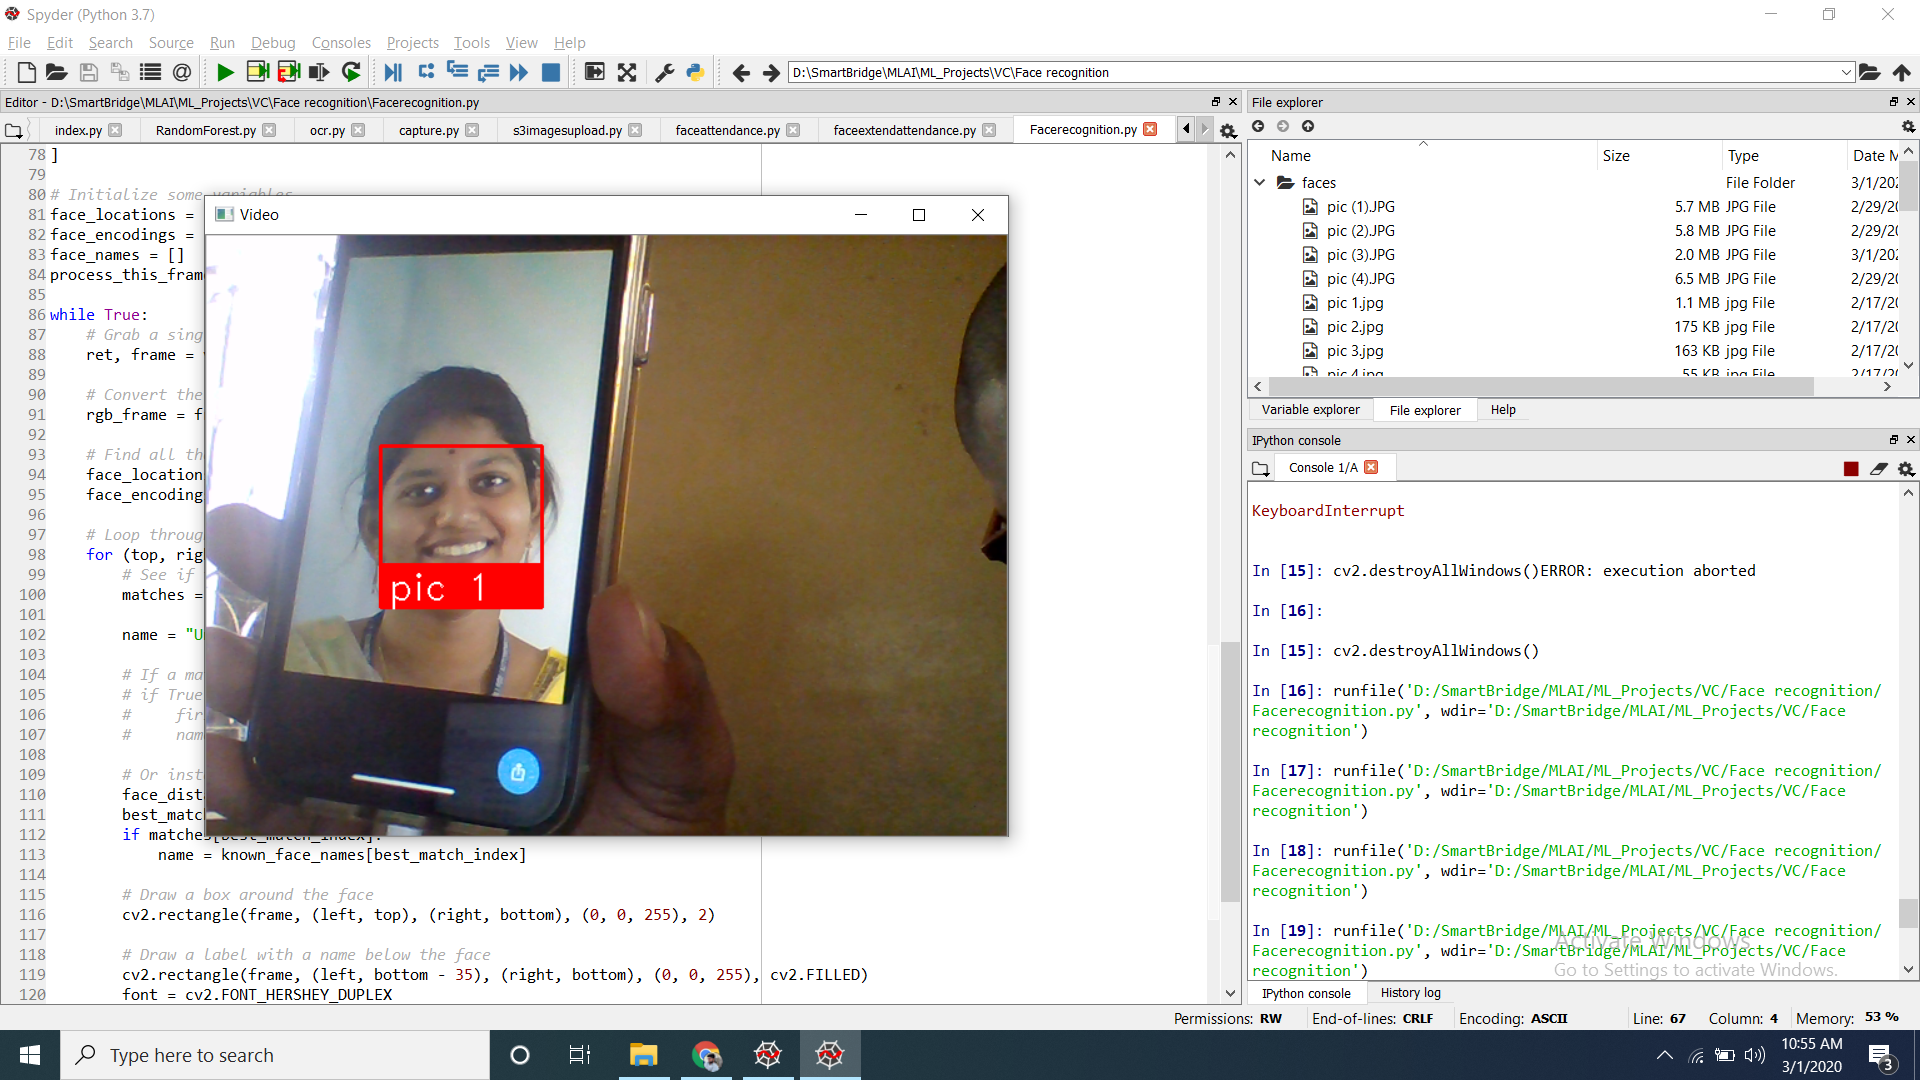 Spyder (Python 3.7)
File Edit Search Source Run Debug Consoles Projects Tools View Help
D:\SmartBridge\MLAI\ML_Projects\VC\Face recognition
Editor - D:\SmartBridge\MLAI\ML_Projects\VC\Face recognition\Facerecognition.py
index.py RandomForest.py ocr.py capture.py s3imagesupload.py faceattendance.py faceextendattendance.py Facerecognition.py
78 ]
79
80 # Initialize some variables
81 face_locations =
82 face_encodings =
83 face_names = []
84 process_this_fram
85
86 while True:
87 # Grab a sing
88 ret, frame =
89
90 # Convert the
91 rgb_frame = f
92
93 # Find all th
94 face_location
95 face_encoding
96
97 # Loop throug
98 for (top, rig
99 # See if
100 matches =
101
102 name = "U
103
104 # If a ma
105 # if True
106 # fir
107 # nam
108
109 # Or inst
110 face_dist
111 best_matc
112 if matches[best_match_index]:
113 name = known_face_names[best_match_index]
114
115 # Draw a box around the face
116 cv2.rectangle(frame, (left, top), (right, bottom), (0, 0, 255), 2)
117
118 # Draw a label with a name below the face
119 cv2.rectangle(frame, (left, bottom - 35), (right, bottom), (0, 0, 255), cv2.FILLED)
120 font = cv2.FONT_HERSHEY_DUPLEX
Video
pic 1
File explorer
Name Size Type Date M
faces File Folder 3/1/202
pic (1).JPG 5.7 MB JPG File 2/29/20
pic (2).JPG 5.8 MB JPG File 2/29/20
pic (3).JPG 2.0 MB JPG File 3/1/202
pic (4).JPG 6.5 MB JPG File 2/29/20
pic 1.jpg 1.1 MB jpg File 2/17/20
pic 2.jpg 175 KB jpg File 2/17/20
pic 3.jpg 163 KB jpg File 2/17/20
pic 4.jpg 55 KB jpg File 2/17/20
Variable explorer File explorer Help
IPython console
Console 1/A
KeyboardInterrupt
In [15]: cv2.destroyAllWindows()ERROR: execution aborted
In [16]:
In [15]: cv2.destroyAllWindows()
In [16]: runfile('D:/SmartBridge/MLAI/ML_Projects/VC/Face recognition/
Facerecognition.py', wdir='D:/SmartBridge/MLAI/ML_Projects/VC/Face
recognition')
In [17]: runfile('D:/SmartBridge/MLAI/ML_Projects/VC/Face recognition/
Facerecognition.py', wdir='D:/SmartBridge/MLAI/ML_Projects/VC/Face
recognition')
In [18]: runfile('D:/SmartBridge/MLAI/ML_Projects/VC/Face recognition/
Facerecognition.py', wdir='D:/SmartBridge/MLAI/ML_Projects/VC/Face
recognition')
In [19]: runfile('D:/SmartBridge/MLAI/ML_Projects/VC/Face recognition/
Facerecognition.py', wdir='D:/SmartBridge/MLAI/ML_Projects/VC/Face
recognition')
Activate Windows
Go to Settings to activate Windows.
IPython console History log
Permissions: RW End-of-lines: CRLF Encoding: ASCII Line: 67 Column: 4 Memory: 53 %
Type here to search
10:55 AM
3/1/2020
3